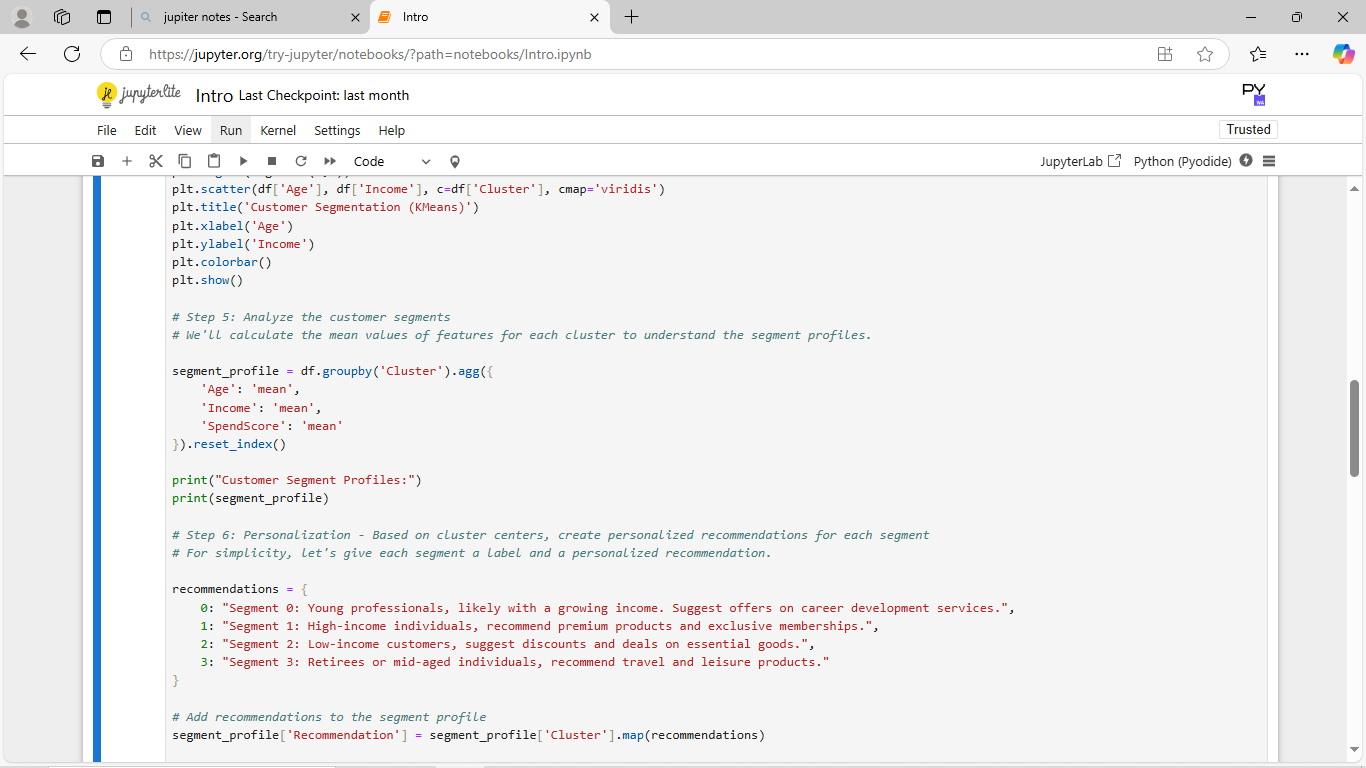 jupiter notes - Search
Intro
https://jupyter.org/try-jupyter/notebooks/?path=notebooks/Intro.ipynb
jupyterlite
Intro Last Checkpoint: last month
PY
File Edit View Run Kernel Settings Help
Trusted
Code
JupyterLab Python (Pyodide)
plt.scatter(df['Age'], df['Income'], c=df['Cluster'], cmap='viridis')
plt.title('Customer Segmentation (KMeans)')
plt.xlabel('Age')
plt.ylabel('Income')
plt.colorbar()
plt.show()
# Step 5: Analyze the customer segments
# We'll calculate the mean values of features for each cluster to understand the segment profiles.
segment_profile = df.groupby('Cluster').agg({
    'Age': 'mean',
    'Income': 'mean',
    'SpendScore': 'mean'
}).reset_index()
print("Customer Segment Profiles:")
print(segment_profile)
# Step 6: Personalization - Based on cluster centers, create personalized recommendations for each segment
# For simplicity, let's give each segment a label and a personalized recommendation.
recommendations = {
    0: "Segment 0: Young professionals, likely with a growing income. Suggest offers on career development services.",
    1: "Segment 1: High-income individuals, recommend premium products and exclusive memberships.",
    2: "Segment 2: Low-income customers, suggest discounts and deals on essential goods.",
    3: "Segment 3: Retirees or mid-aged individuals, recommend travel and leisure products."
}
# Add recommendations to the segment profile
segment_profile['Recommendation'] = segment_profile['Cluster'].map(recommendations)